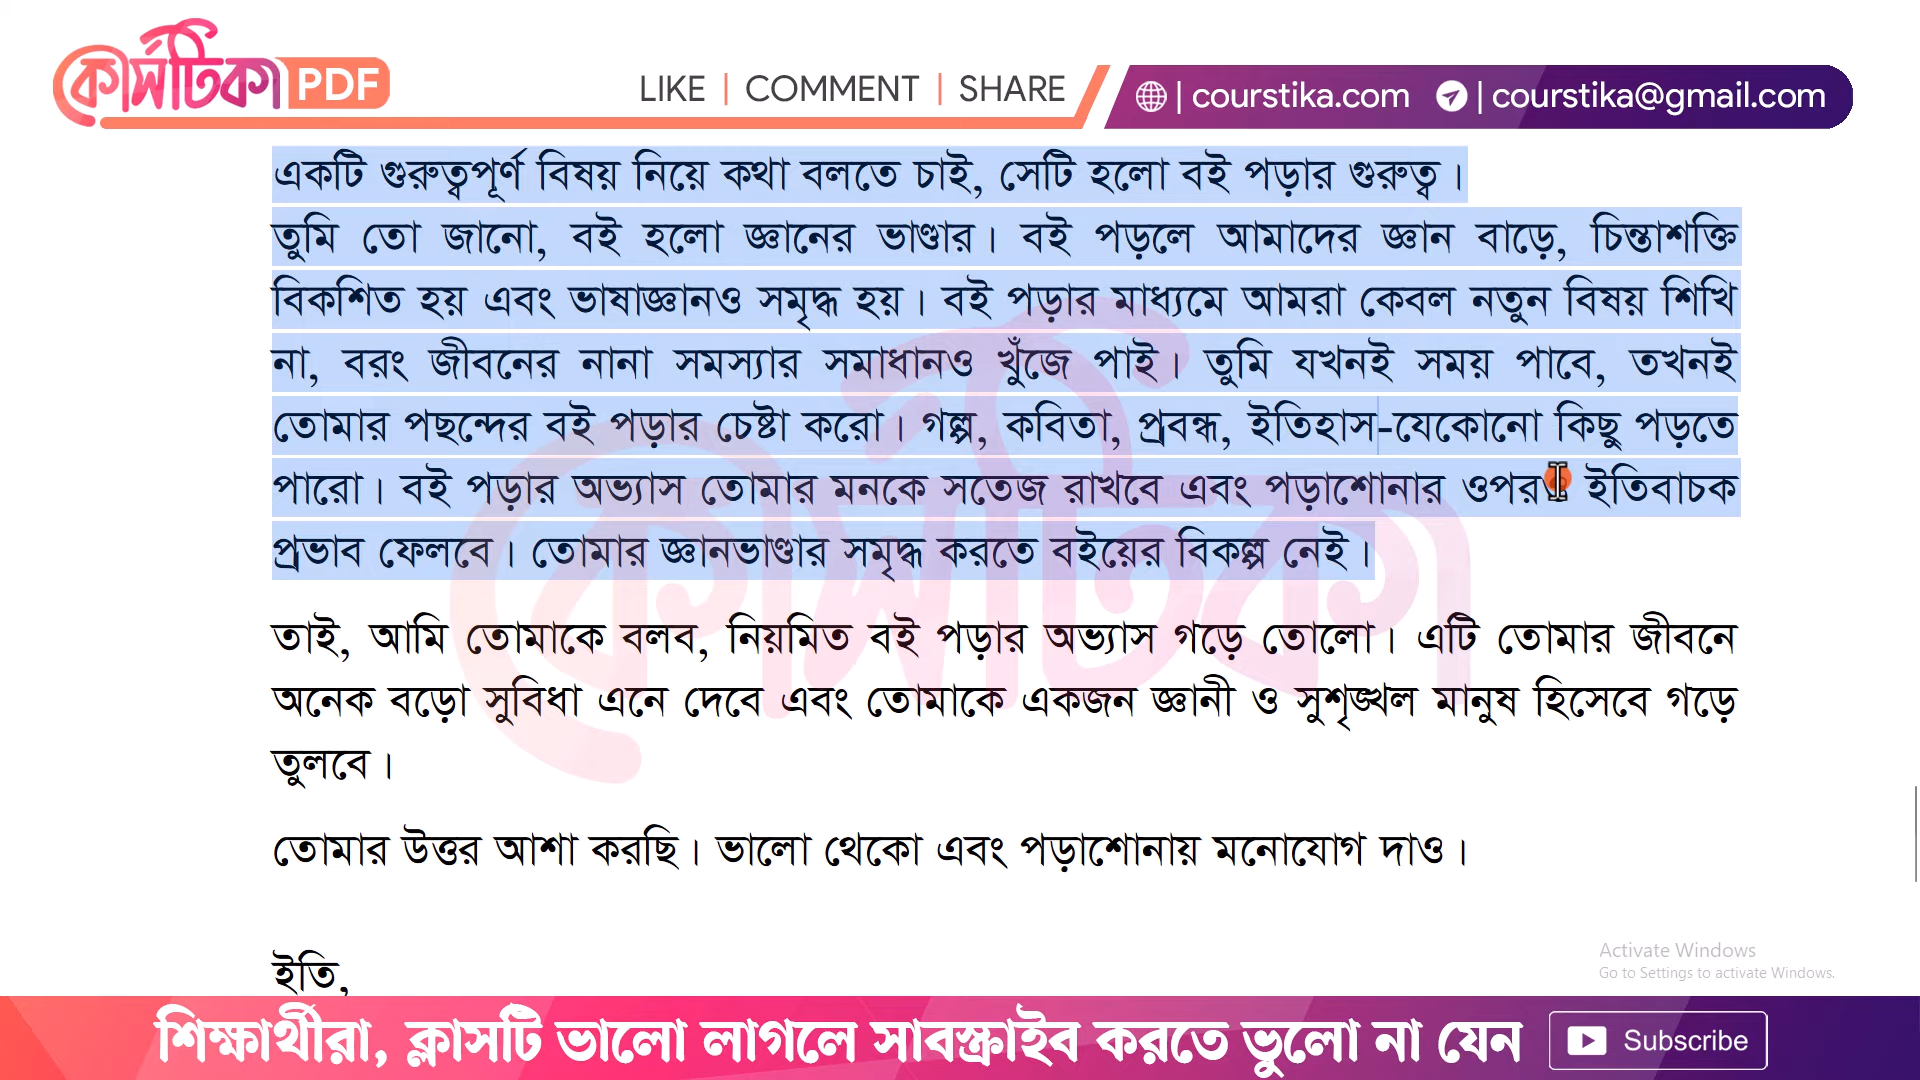 কোর্সটিকা PDF
LIKE | COMMENT | SHARE
| courstika.com | courstika@gmail.com
একটি গুরুত্বপূর্ণ বিষয় নিয়ে কথা বলতে চাই, সেটি হলো বই পড়ার গুরুত্ব।
তুমি তো জানো, বই হলো জ্ঞানের ভাণ্ডার। বই পড়লে আমাদের জ্ঞান বাড়ে, চিন্তাশক্তি
বিকশিত হয় এবং ভাষাজ্ঞানও সমৃদ্ধ হয়। বই পড়ার মাধ্যমে আমরা কেবল নতুন বিষয় শিখি
না, বরং জীবনের নানা সমস্যার সমাধানও খুঁজে পাই। তুমি যখনই সময় পাবে, তখনই
তোমার পছন্দের বই পড়ার চেষ্টা করো। গল্প, কবিতা, প্রবন্ধ, ইতিহাস-যেকোনো কিছু পড়তে
পারো। বই পড়ার অভ্যাস তোমার মনকে সতেজ রাখবে এবং পড়াশোনার ইতিবাচক
প্রভাব ফেলবে। তোমার জ্ঞানভাণ্ডার সমৃদ্ধ করতে বইয়ের বিকল্প নেই।
তাই, আমি তোমাকে বলব, নিয়মিত বই পড়ার অভ্যাস গড়ে তোলো। এটি তোমার জীবনে
অনেক বড়ো সুবিধা এনে দেবে এবং তোমাকে একজন জ্ঞানী ও সুশৃঙ্খল মানুষ হিসেবে গড়ে
তুলবে।
তোমার উত্তর আশা করছি। ভালো থেকো এবং পড়াশোনায় মনোযোগ দাও।
ইতি,
Activate Windows
Go to Settings to activate Windows.
শিক্ষার্থীরা, ক্লাসটি ভালো লাগলে সাবস্ক্রাইব করতে ভুলো না যেন
Subscribe
কোর্সটিকা